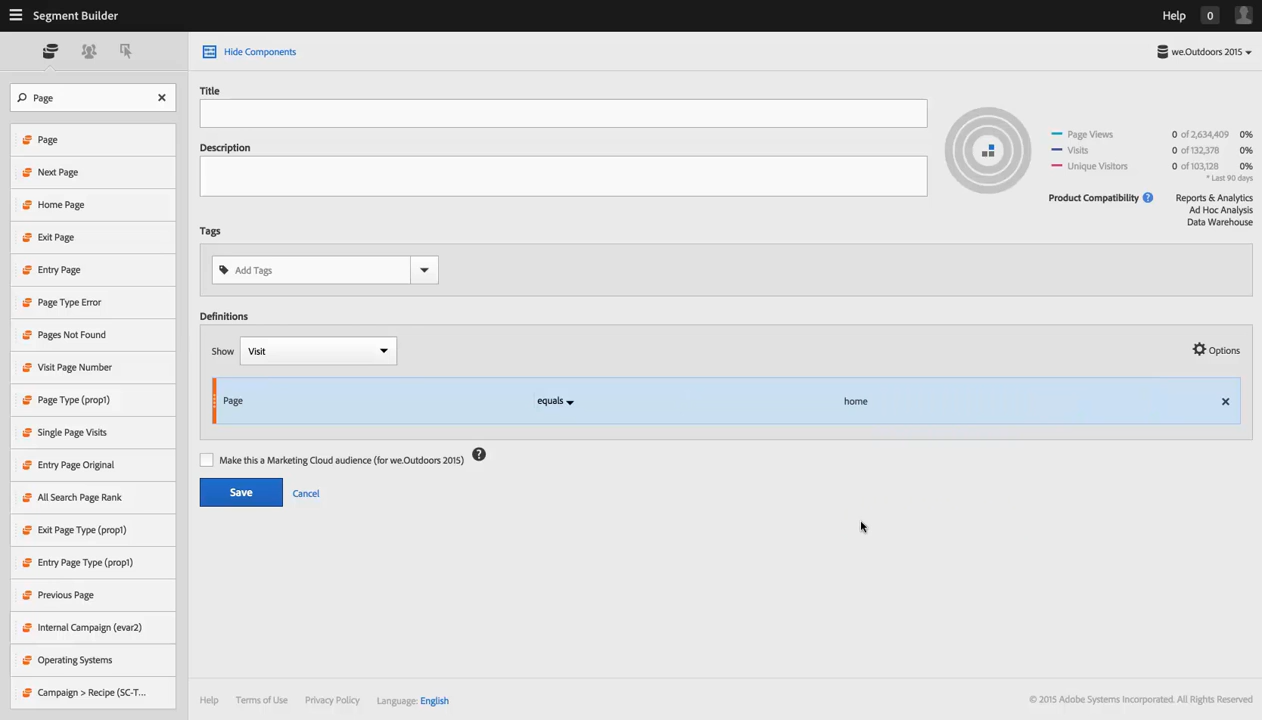 Segment Builder
Help 0
Hide Components
we.Outdoors 2015
Page
Page
Next Page
Home Page
Exit Page
Entry Page
Page Type Error
Pages Not Found
Visit Page Number
Page Type (prop1)
Single Page Visits
Entry Page Original
All Search Page Rank
Exit Page Type (prop1)
Entry Page Type (prop1)
Previous Page
Internal Campaign (evar2)
Operating Systems
Campaign > Recipe (SC-T...
Title
Description
Page Views 0 of 2,634,409 0%
Visits 0 of 132,378 0%
Unique Visitors 0 of 103,128 0%
* Last 90 days
Product Compatibility ? Reports & Analytics
Ad Hoc Analysis
Data Warehouse
Tags
Add Tags
Definitions
Show Visit Options
Page equals home
Make this a Marketing Cloud audience (for we.Outdoors 2015) ?
Save Cancel
Help Terms of Use Privacy Policy Language: English
© 2015 Adobe Systems Incorporated. All Rights Reserved